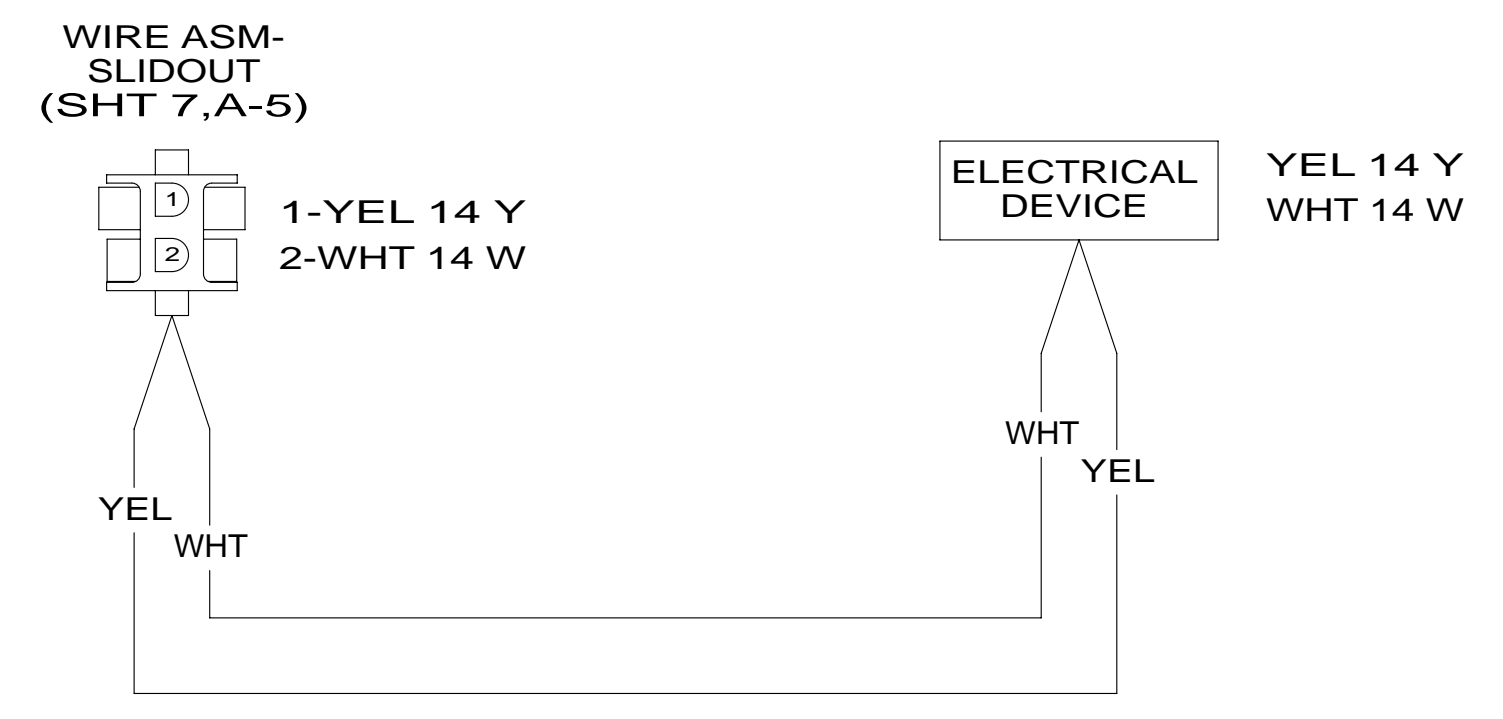 WIRE ASM-
SLIDOUT
(SHT 7,A-5)
1
2
1-YEL 14 Y
2-WHT 14 W
ELECTRICAL
DEVICE
YEL 14 Y
WHT 14 W
YEL
WHT
WHT
YEL